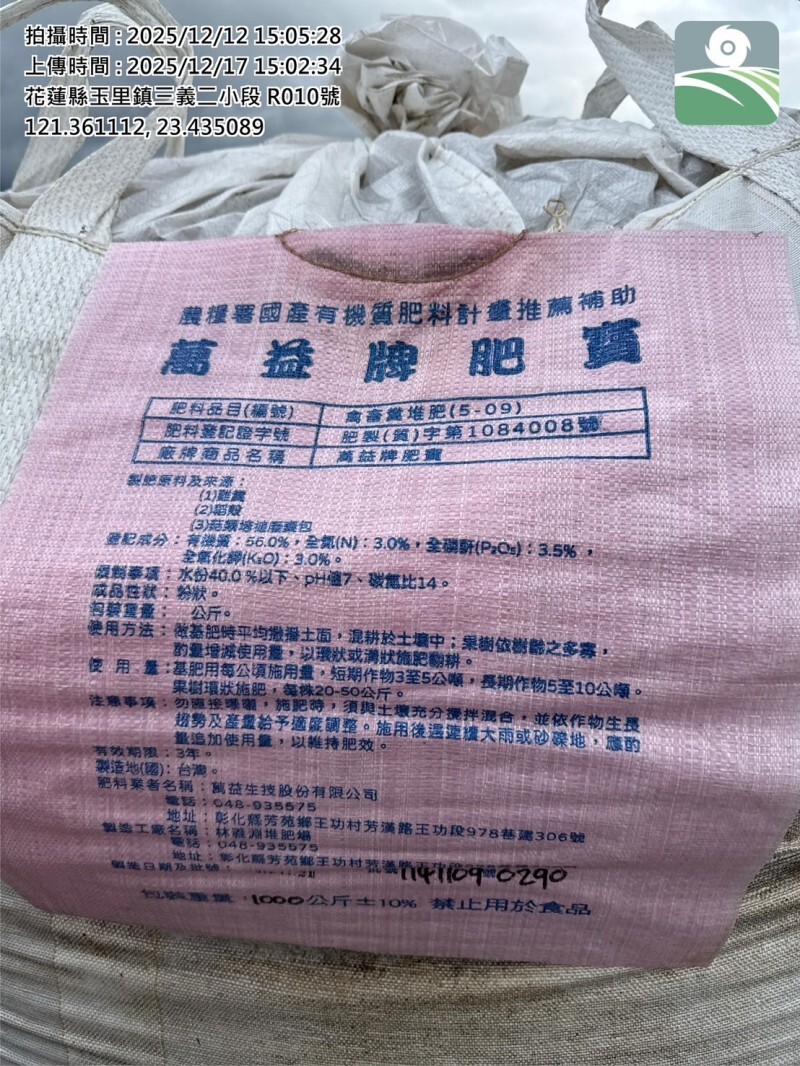 拍攝時間 : 2025/12/12 15:05:28
上傳時間 : 2025/12/17 15:02:34
花蓮縣玉里鎮三義二小段 R010號
121.361112, 23.435089
農糧署國產有機質肥料計畫推薦補助
萬益牌肥寶
肥料品目(編號) 禽畜糞堆肥(5-09)
肥料登記證字號 肥製(質)字第1084008號
廠牌商品名稱 萬益牌肥寶
製肥原料及來源：
(1)雞糞
(2)稻殼
(3)菇類培植廢棄包
登記成分：有機質：56.0%，全氮(N)：3.0%，全磷酐(P₂O₅)：3.5%，
全氧化鉀(K₂O)：3.0%。
限制事項：水份40.0%以下、pH值7、碳氮比14。
成品性狀：粉狀。
包裝重量： 公斤。
使用方法：做基肥時平均撒掛土面，混耕於土壤中；果樹依樹齡之多寡，
酌量增減使用量，以環狀或溝狀施肥翻耕。
使 用 量：基肥用每公頃施用量，短期作物3至5公噸，長期作物5至10公噸。
果樹環狀施肥，每株20-50公斤。
注意事項：勿直接曝曬，施肥時，須與土壤充分攪拌混合，並依作物生長
趨勢及產量給予適度調整。施用後遇連續大雨或砂礫地，應酌
量追加使用量，以維持肥效。
有效期限：3年。
製造地(國)：台灣。
肥料業者名稱：萬益生技股份有限公司
電話：048-935575
地址：彰化縣芳苑鄉王功村芳漢路王功段978巷建306號
製造工廠名稱：林 堆肥場
電話：048-935575
地址：彰化縣芳苑鄉王功村芳漢路王功段
製造日期及批號： 1141109-0290
包裝重量：1000公斤±10% 禁止用於食品